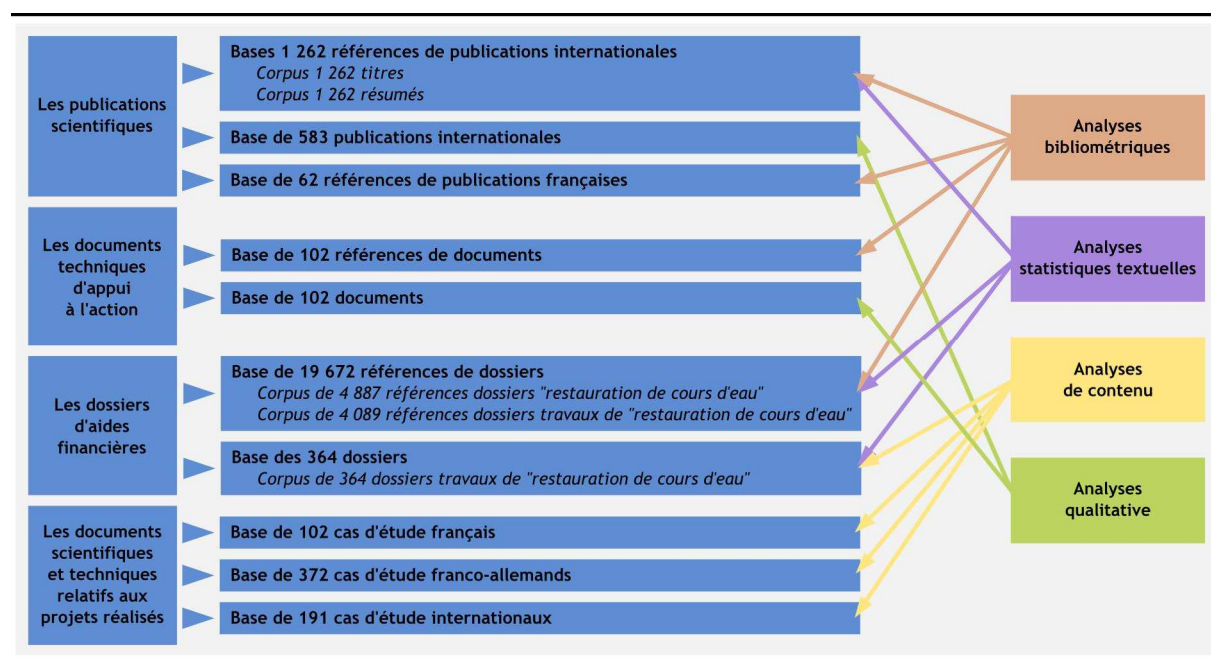 Les publications
scientifiques
Bases 1 262 références de publications internationales
Corpus 1 262 titres
Corpus 1 262 résumés
Base de 583 publications internationales
Base de 62 références de publications françaises
Les documents
techniques
d'appui
à l'action
Base de 102 références de documents
Base de 102 documents
Les dossiers
d'aides
financières
Base de 19 672 références de dossiers
Corpus de 4 887 références dossiers "restauration de cours d'eau"
Corpus de 4 089 références dossiers travaux de "restauration de cours d'eau"
Base des 364 dossiers
Corpus de 364 dossiers travaux de "restauration de cours d'eau"
Les documents
scientifiques
et techniques
relatifs aux
projets réalisés
Base de 102 cas d'étude français
Base de 372 cas d'étude franco-allemands
Base de 191 cas d'étude internationaux
Analyses
bibliométriques
Analyses
statistiques textuelles
Analyses
de contenu
Analyses
qualitative